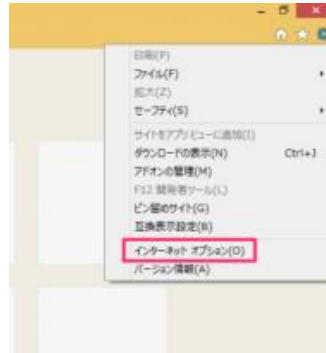 印刷(P)
ファイル(F)
拡大(Z)
セーフティ(S)
サイトをアプリ ビューに追加(I)
ダウンロードの表示(N) Ctrl+J
アドオンの管理(M)
F12 開発者ツール(L)
ピン留めサイト(G)
互換表示設定(B)
インターネット オプション(O)
バージョン情報(A)